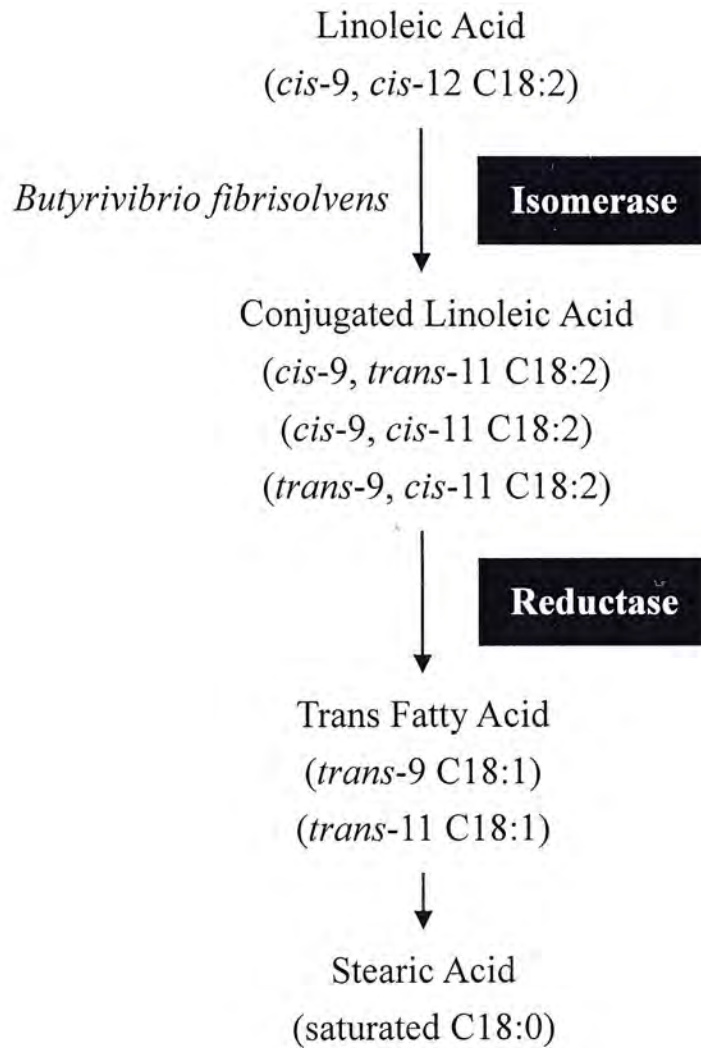 Linoleic Acid
(cis-9, cis-12 C18:2)
Butyrivibrio fibrisolvens
Isomerase
Conjugated Linoleic Acid
(cis-9, trans-11 C18:2)
(cis-9, cis-11 C18:2)
(trans-9, cis-11 C18:2)
Reductase
Trans Fatty Acid
(trans-9 C18:1)
(trans-11 C18:1)
Stearic Acid
(saturated C18:0)